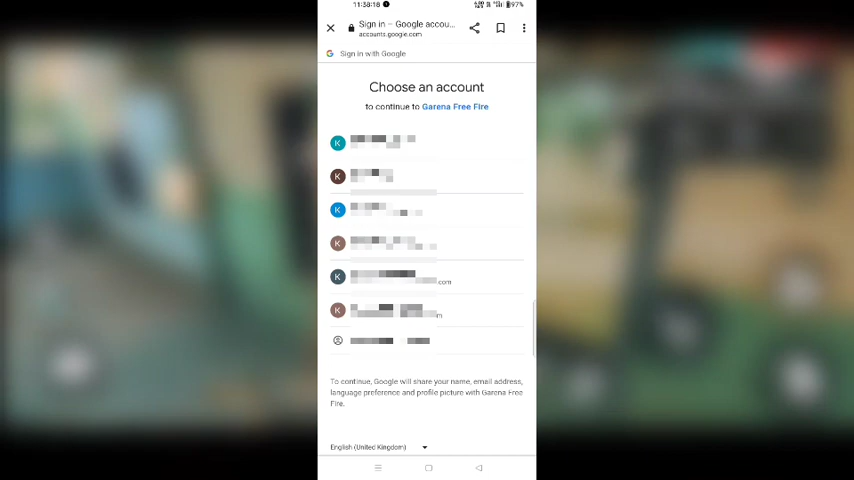 11:38:18
97%
Sign in – Google accou...
accounts.google.com
Sign in with Google
Choose an account
to continue to Garena Free Fire
K
K
K
K
K
.com
K
To continue, Google will share your name, email address,
language preference and profile picture with Garena Free
Fire.
English (United Kingdom)